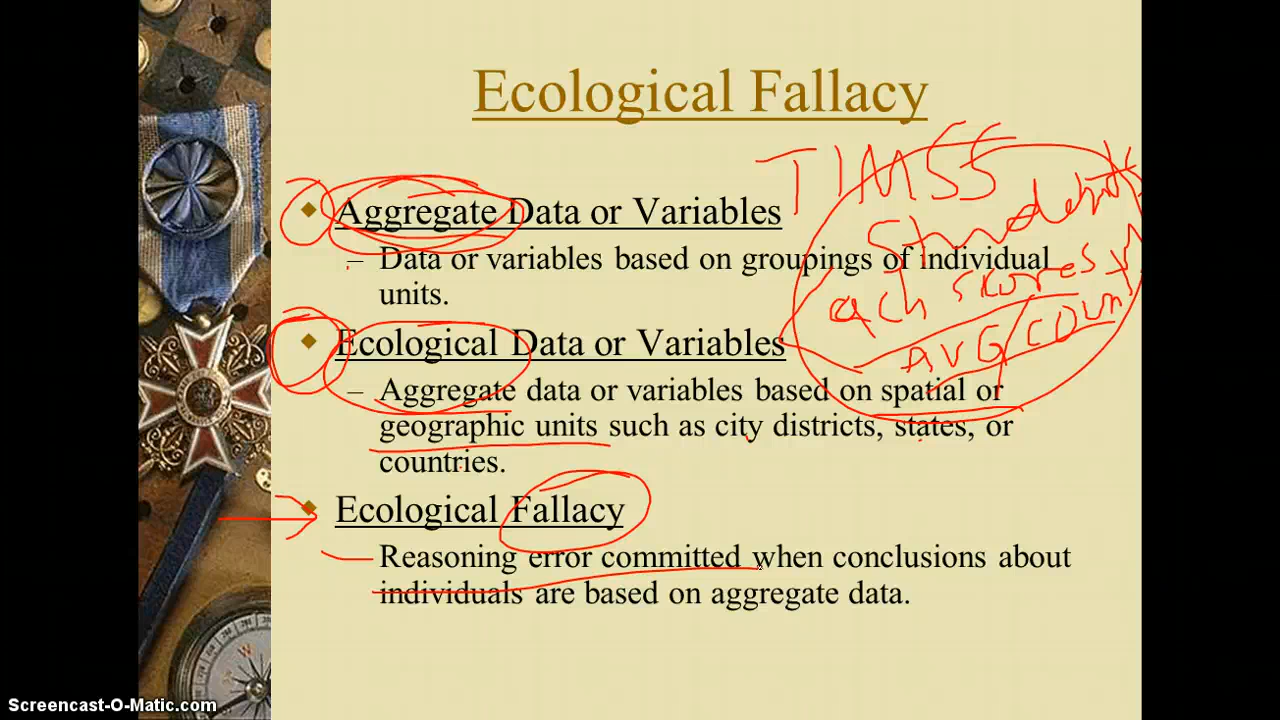 Ecological Fallacy
TIMSS
Aggregate Data or Variables
Student
– Data or variables based on groupings of individual
units.
each scores
AVG/COUN
Ecological Data or Variables
– Aggregate data or variables based on spatial or
geographic units such as city districts, states, or
countries.
Ecological Fallacy
Reasoning error committed when conclusions about
individuals are based on aggregate data.
Screencast-O-Matic.com